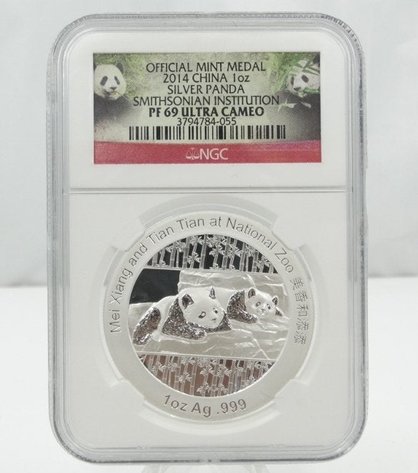 OFFICIAL MINT MEDAL
2014 CHINA 1oz
SILVER PANDA
SMITHSONIAN INSTITUTION
PF 69 ULTRA CAMEO
3794784-055
NGC
Mei Xiang and Tian Tian at National Zoo 美香和添添
1oz Ag .999